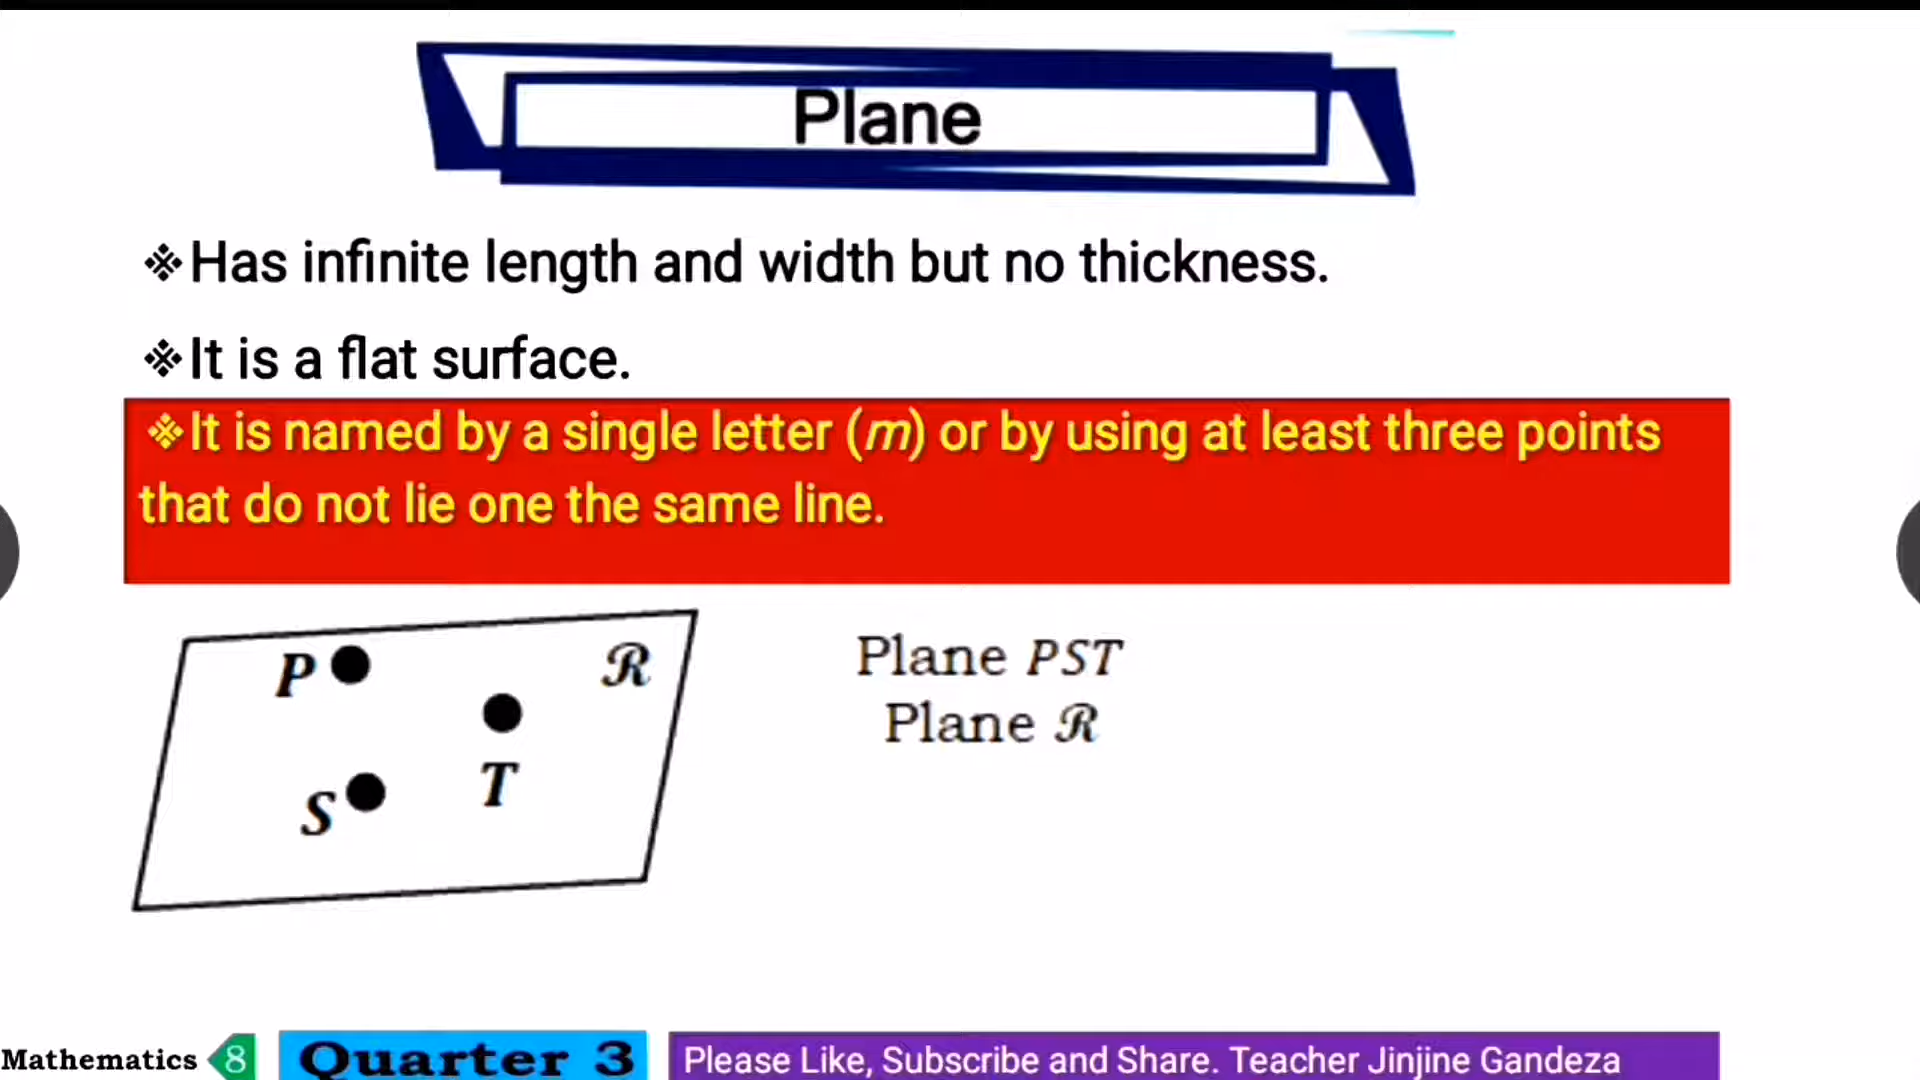 Plane
❖Has infinite length and width but no thickness.
❖It is a flat surface.
❖It is named by a single letter (m) or by using at least three points
that do not lie one the same line.
P
ℛ
T
S
Plane PST
Plane ℛ
Mathematics 8
Quarter 3
Please Like, Subscribe and Share. Teacher Jinjine Gandeza